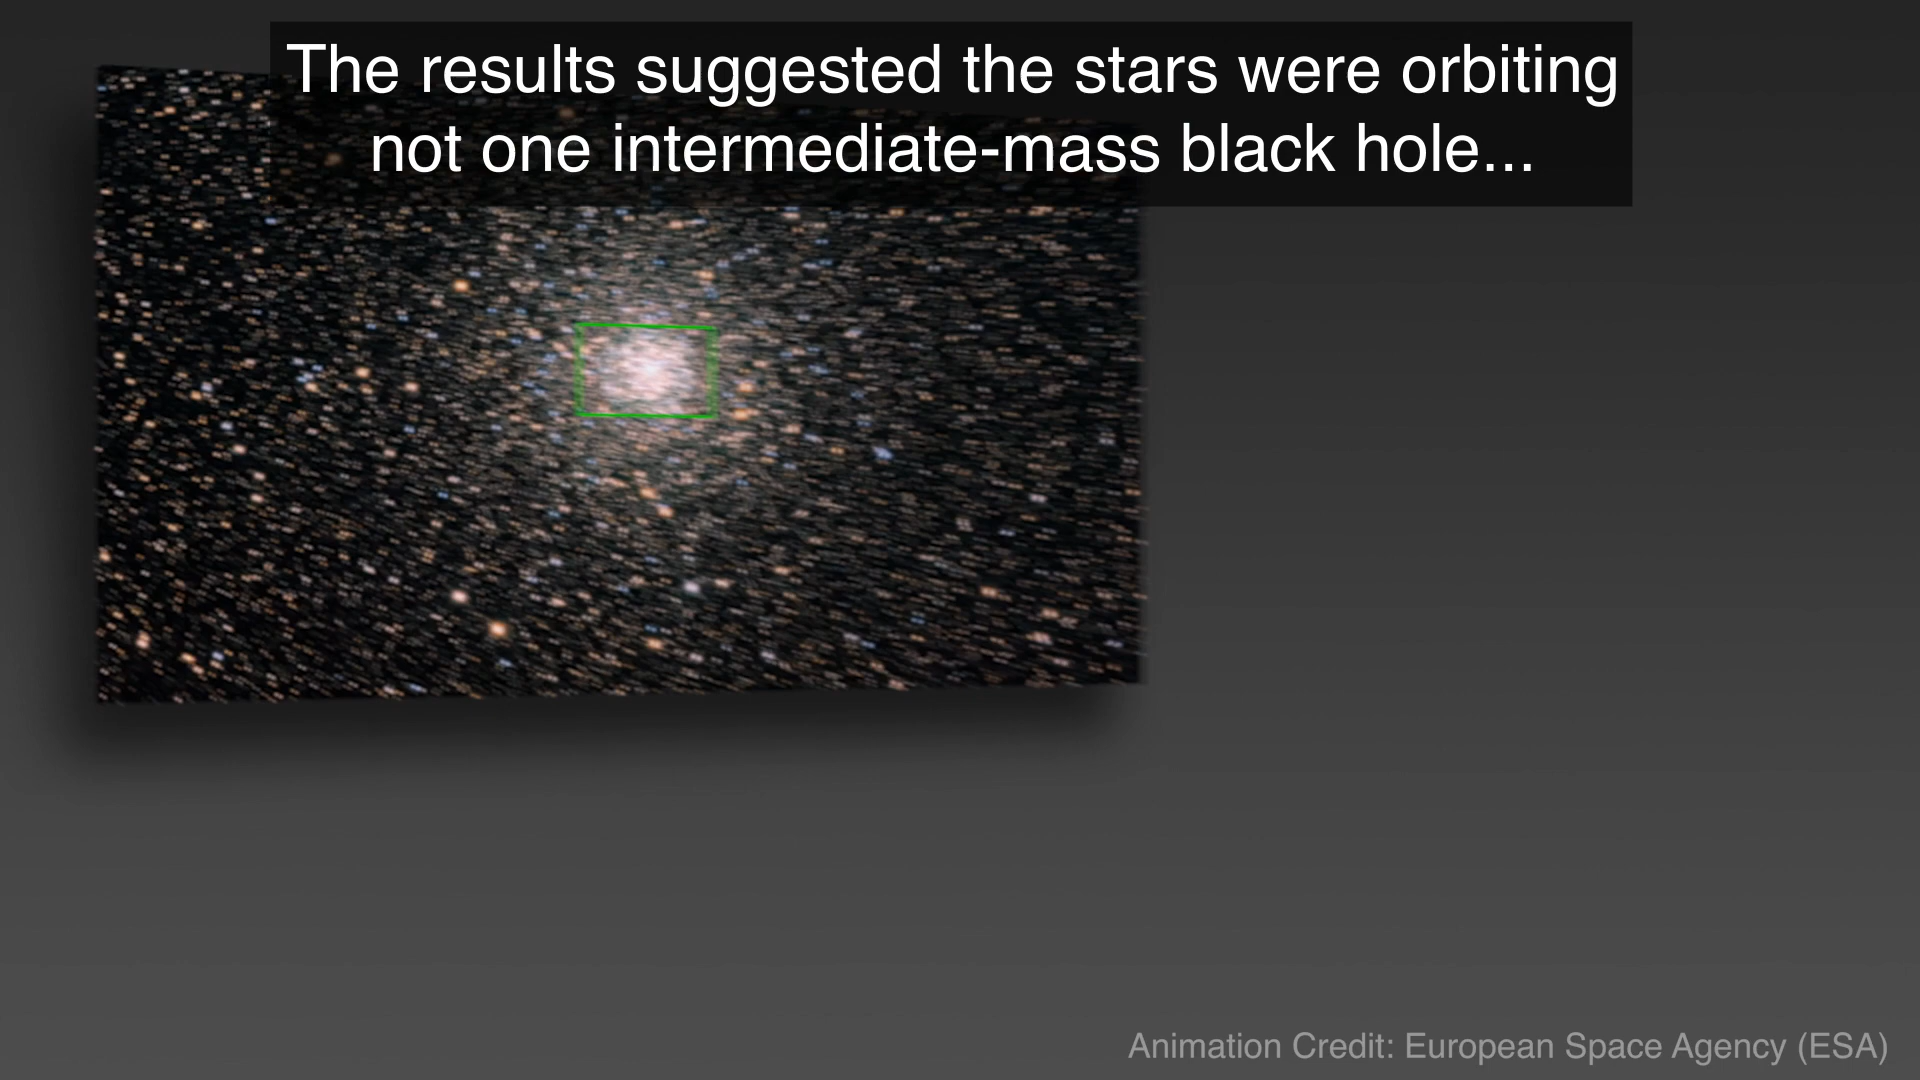 The results suggested the stars were orbiting
not one intermediate-mass black hole...
Animation Credit: European Space Agency (ESA)